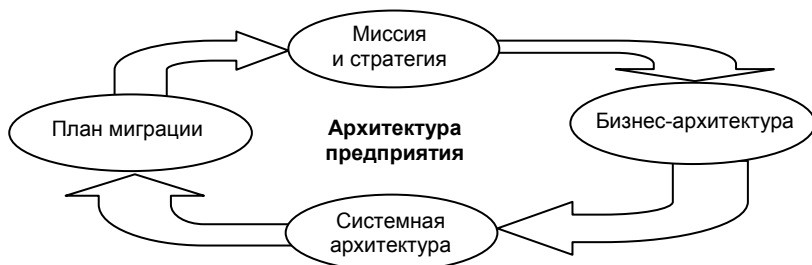 Миссия
и стратегия
План миграции
Архитектура
предприятия
Бизнес-архитектура
Системная
архитектура